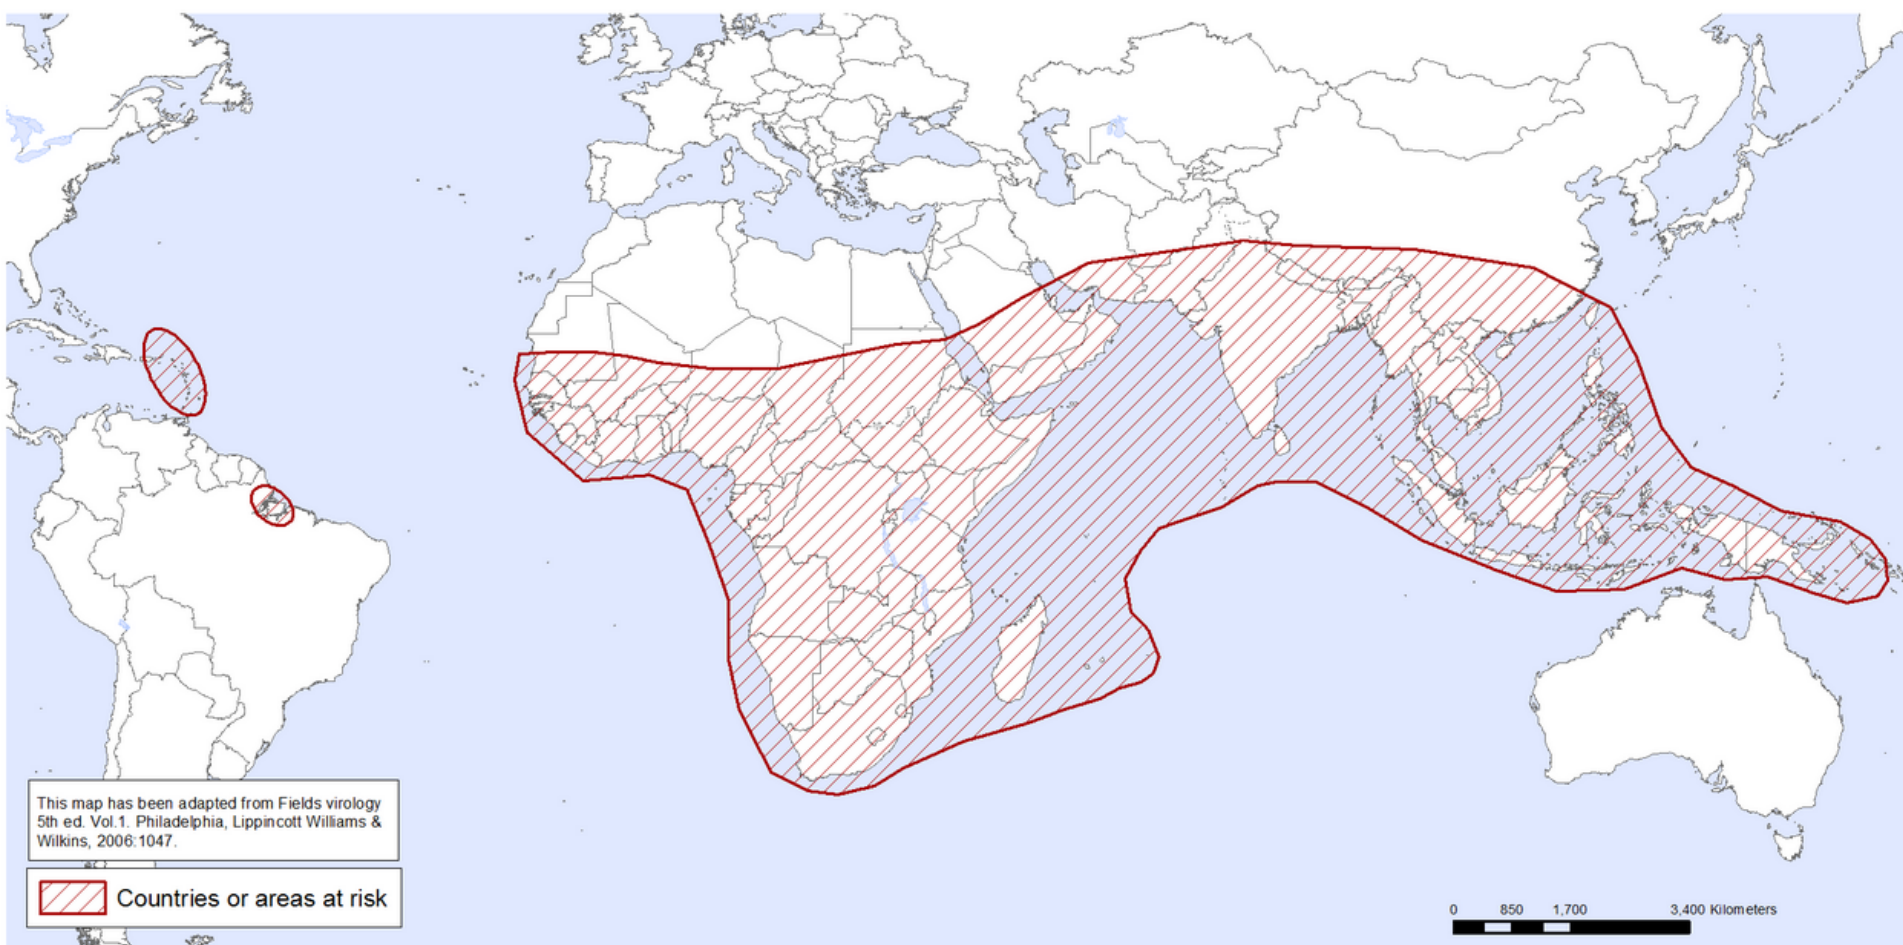 This map has been adapted from Fields virology
5th ed. Vol.1. Philadelphia, Lippincott Williams &
Wilkins, 2006:1047.
Countries or areas at risk
0 850 1,700 3,400 Kilometers